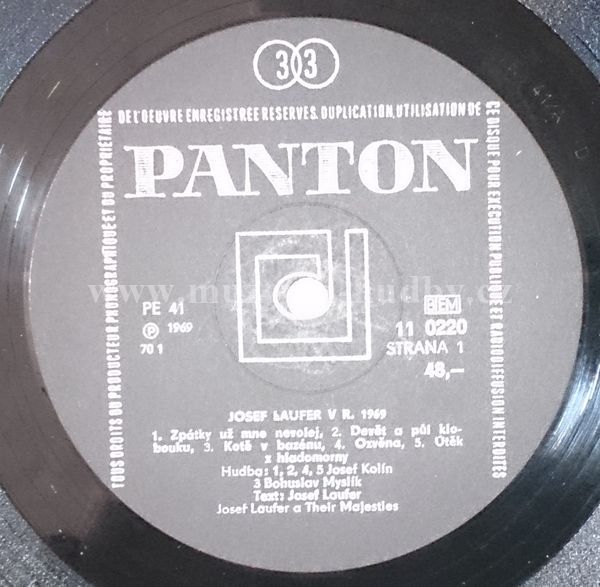 33
DE L'OEUVRE ENREGISTREE RESERVES. DUPLICATION, UTILISATION DE
CE DISQUE POUR EXÉCUTION PUBLIQUE ET RADIODIFFUSION INTERDITES
TOUS DROITS DU PRODUCTEUR PHONOGRAPHIQUE ET DU PROPRIÉTAIRE
PANTON
PE 41
Ⓟ 1969
70 1
BIEM
11 0220
STRANA 1
48,—
JOSEF LAUFER V R. 1969
1. Zpátky už mne nevolej, 2. Devět a půl klo-
bouku, 3. Kotě v bazénu, 4. Ozvěna, 5. Útěk
z hladomorny
Hudba: 1, 2, 4, 5 Josef Kolín
3 Bohuslav Myslík
Text: Josef Laufer
Josef Laufer a Their Majesties